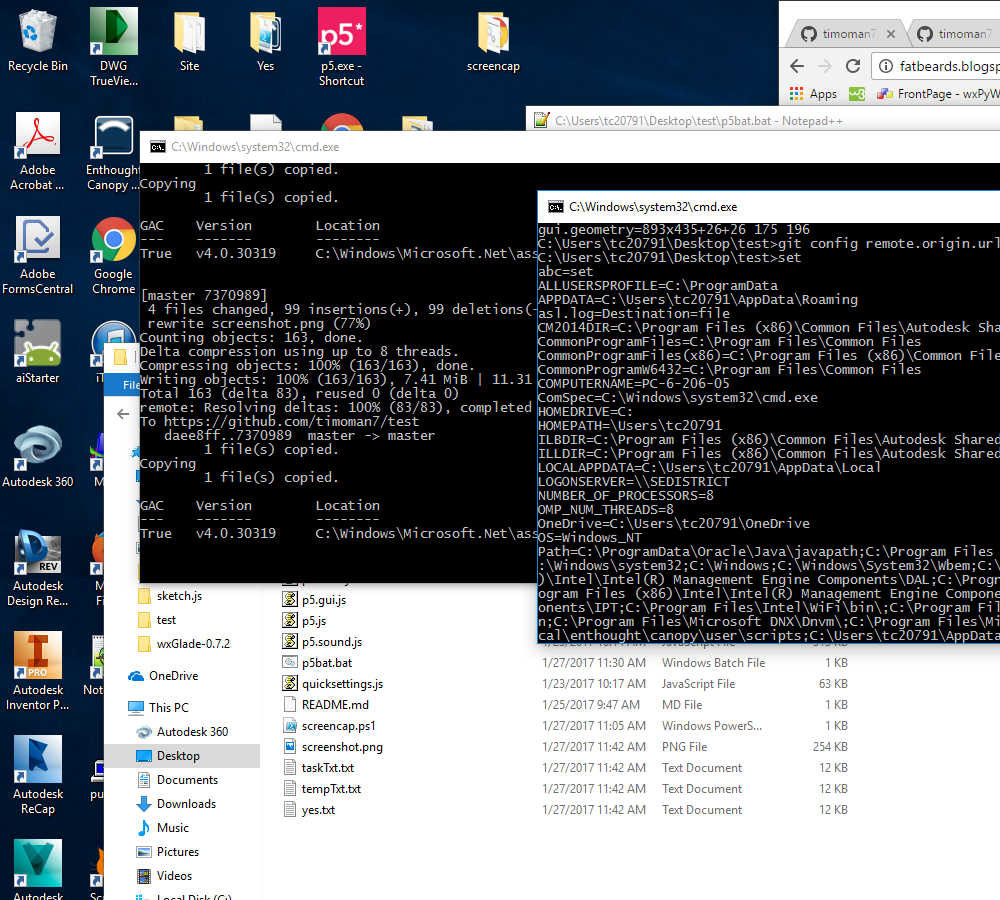 Recycle Bin
DWG
TrueVie...
Site
Yes
p5*
p5.exe -
Shortcut
screencap
Adobe
Acrobat ...
Enthought
Canopy ...
Adobe
FormsCentral
Google
Chrome
aiStarter
Autodesk 360
REV
Autodesk
Design Re...
PRO
Autodesk
Inventor P...
Autodesk
ReCap
Autodesk
timoman7
timoman7
fatbeards.blogsp
Apps
w3
FrontPage - wxPyW
C:\Users\tc20791\Desktop\test\p5bat.bat - Notepad++
C:\Windows\system32\cmd.exe
1 file(s) copied.
Copying
1 file(s) copied.
GAC    Version        Location
---    -------        --------
True   v4.0.30319     C:\Windows\Microsoft.Net\ass
[master 7370989]
4 files changed, 99 insertions(+), 99 deletions(-
rewrite screenshot.png (77%)
Counting objects: 163, done.
Delta compression using up to 8 threads.
Compressing objects: 100% (163/163), done.
Writing objects: 100% (163/163), 7.41 MiB | 11.31
Total 163 (delta 83), reused 0 (delta 0)
remote: Resolving deltas: 100% (83/83), completed
To https://github.com/timoman7/test
daee8ff..7370989  master -> master
1 file(s) copied.
Copying
1 file(s) copied.
GAC    Version        Location
---    -------        --------
True   v4.0.30319     C:\Windows\Microsoft.Net\ass
C:\Windows\system32\cmd.exe
gui.geometry=893x435+26+26 175 196
C:\Users\tc20791\Desktop\test>git config remote.origin.url
C:\Users\tc20791\Desktop\test>set
abc=set
ALLUSERSPROFILE=C:\ProgramData
APPDATA=C:\Users\tc20791\AppData\Roaming
asl.log=Destination=file
CM2014DIR=C:\Program Files (x86)\Common Files\Autodesk Sha
CommonProgramFiles=C:\Program Files\Common Files
CommonProgramFiles(x86)=C:\Program Files (x86)\Common File
CommonProgramW6432=C:\Program Files\Common Files
COMPUTERNAME=PC-6-206-05
ComSpec=C:\Windows\system32\cmd.exe
HOMEDRIVE=C:
HOMEPATH=\Users\tc20791
ILBDIR=C:\Program Files (x86)\Common Files\Autodesk Shared
ILLDIR=C:\Program Files (x86)\Common Files\Autodesk Shared
LOCALAPPDATA=C:\Users\tc20791\AppData\Local
LOGONSERVER=\\SEDISTRICT
NUMBER_OF_PROCESSORS=8
OMP_NUM_THREADS=8
OneDrive=C:\Users\tc20791\OneDrive
OS=Windows_NT
Path=C:\ProgramData\Oracle\Java\javapath;C:\Program Files
:\Windows\system32;C:\Windows;C:\Windows\System32\Wbem;C:\
)\Intel\Intel(R) Management Engine Components\DAL;C:\Progr
ogram Files (x86)\Intel\Intel(R) Management Engine Compone
onents\IPT;C:\Program Files\Intel\WiFi\bin\;C:\Program Fil
n;C:\Program Files\Microsoft DNX\Dnvm\;C:\Program Files\Mi
cal\enthought\canopy\user\scripts;C:\Users\tc20791\AppData
File
sketch.js
test
wxGlade-0.7.2
OneDrive
This PC
Autodesk 360
Desktop
Documents
Downloads
Music
Pictures
Videos
Local Disk (C:)
p5.gui.js
p5.js
p5.sound.js
p5bat.bat 1/27/2017 11:30 AM Windows Batch File 1 KB
quicksettings.js 1/23/2017 10:17 AM JavaScript File 63 KB
README.md 1/25/2017 9:47 AM MD File 1 KB
screencap.ps1 1/27/2017 11:05 AM Windows PowerS... 1 KB
screenshot.png 1/27/2017 11:42 AM PNG File 254 KB
taskTxt.txt 1/27/2017 11:42 AM Text Document 12 KB
tempTxt.txt 1/27/2017 11:42 AM Text Document 12 KB
yes.txt 1/27/2017 11:42 AM Text Document 12 KB